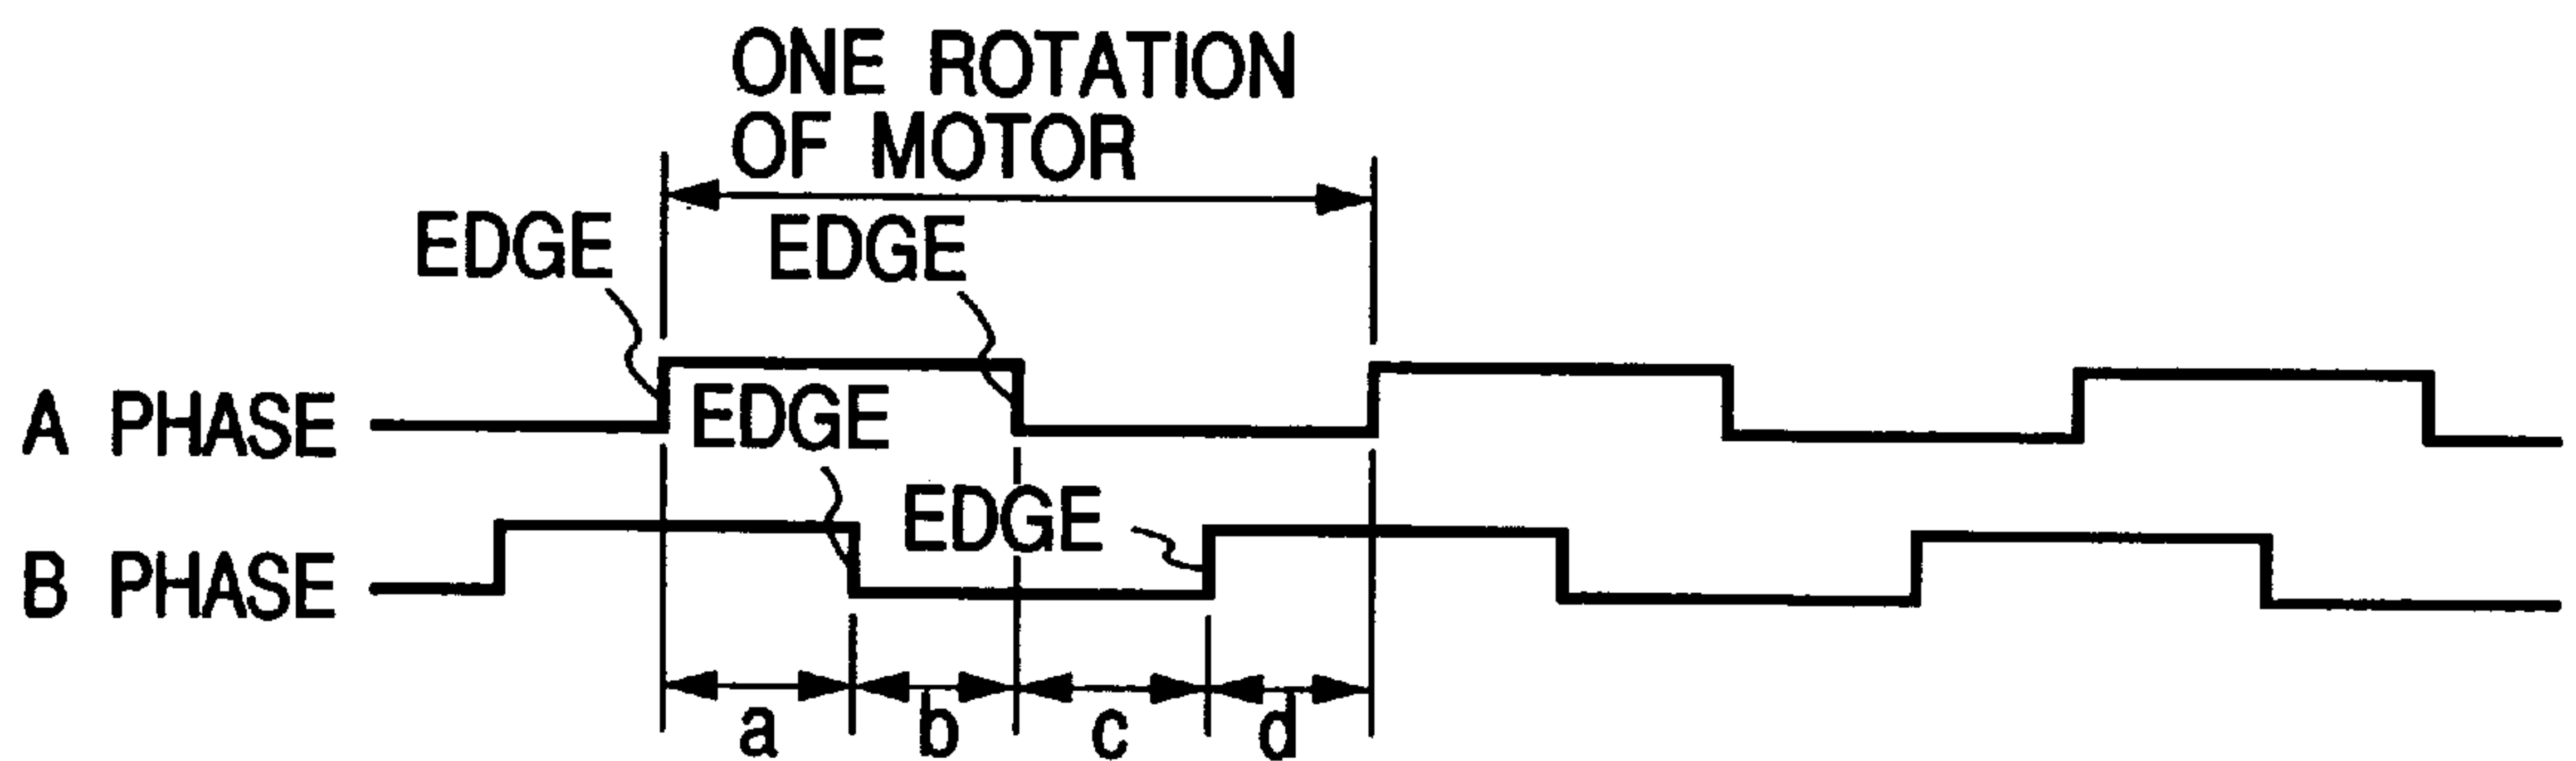 ONE ROTATION
OF MOTOR
EDGE
EDGE
A PHASE
EDGE
EDGE
B PHASE
a
b
c
d